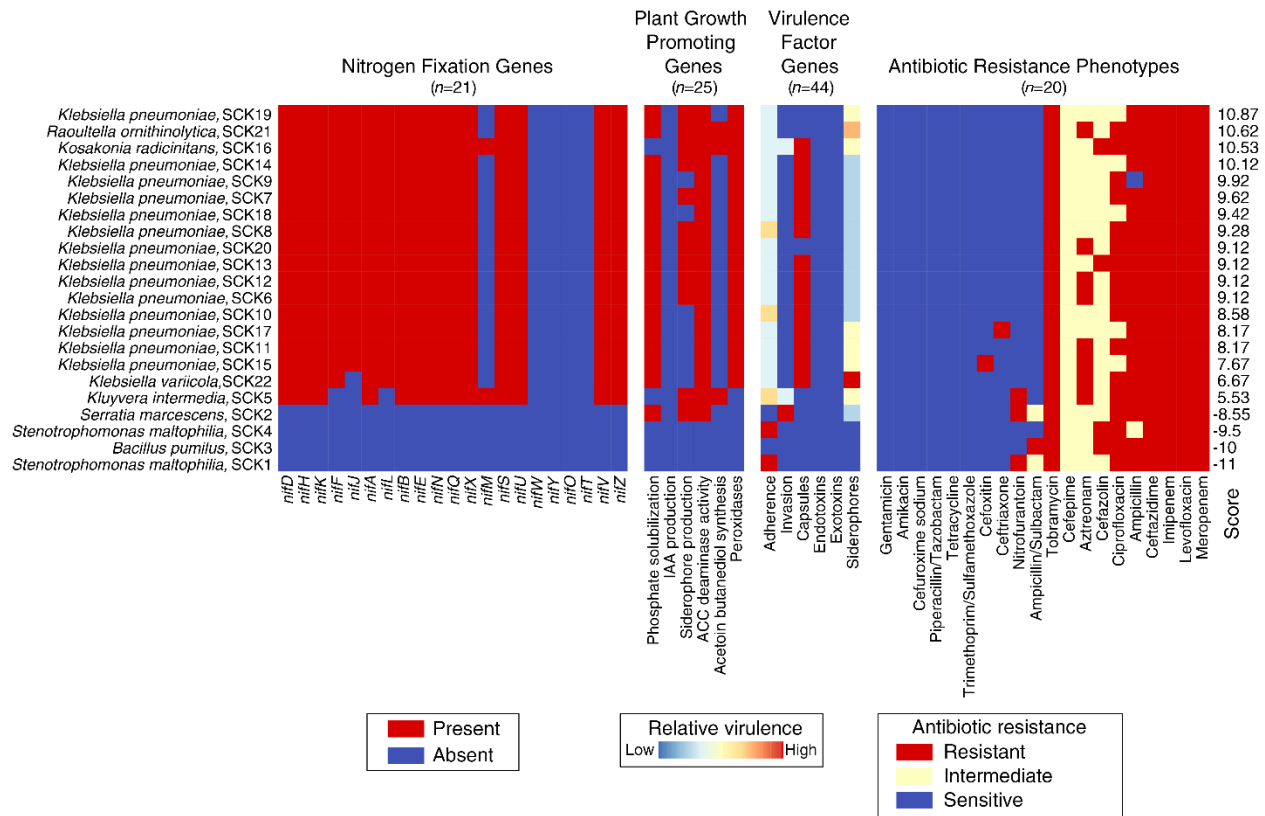 Nitrogen Fixation Genes
(n=21)
Plant Growth
Promoting
Genes
(n=25)
Virulence
Factor
Genes
(n=44)
Antibiotic Resistance Phenotypes
(n=20)
Klebsiella pneumoniae, SCK19 10.87
Raoultella ornithinolytica, SCK21 10.62
Kosakonia radicinitans, SCK16 10.53
Klebsiella pneumoniae, SCK14 10.12
Klebsiella pneumoniae, SCK9 9.92
Klebsiella pneumoniae, SCK7 9.62
Klebsiella pneumoniae, SCK18 9.42
Klebsiella pneumoniae, SCK8 9.28
Klebsiella pneumoniae, SCK20 9.12
Klebsiella pneumoniae, SCK13 9.12
Klebsiella pneumoniae, SCK12 9.12
Klebsiella pneumoniae, SCK6 9.12
Klebsiella pneumoniae, SCK10 8.58
Klebsiella pneumoniae, SCK17 8.17
Klebsiella pneumoniae, SCK11 8.17
Klebsiella pneumoniae, SCK15 7.67
Klebsiella variicola, SCK22 6.67
Kluyvera intermedia, SCK5 5.53
Serratia marcescens, SCK2 -8.55
Stenotrophomonas maltophilia, SCK4 -9.5
Bacillus pumilus, SCK3 -10
Stenotrophomonas maltophilia, SCK1 -11
nifD
nifH
nifK
nifF
nifJ
nifA
nifL
nifB
nifE
nifN
nifQ
nifX
nifM
nifS
nifU
nifW
nifY
nifO
nifT
nifV
nifZ
Phosphate solubilization
IAA production
Siderophore production
ACC deaminase activity
Acetoin butanediol synthesis
Peroxidases
Adherence
Invasion
Capsules
Endotoxins
Exotoxins
Siderophores
Gentamicin
Amikacin
Cefuroxime sodium
Piperacillin/Tazobactam
Tetracycline
Trimethoprim/Sulfamethoxazole
Cefoxitin
Ceftriaxone
Nitrofurantoin
Ampicillin/Sulbactam
Tobramycin
Cefepime
Aztreonam
Cefazolin
Ciprofloxacin
Ampicillin
Ceftazidime
Imipenem
Levofloxacin
Meropenem
Score
Present
Absent
Relative virulence
Low High
Antibiotic resistance
Resistant
Intermediate
Sensitive